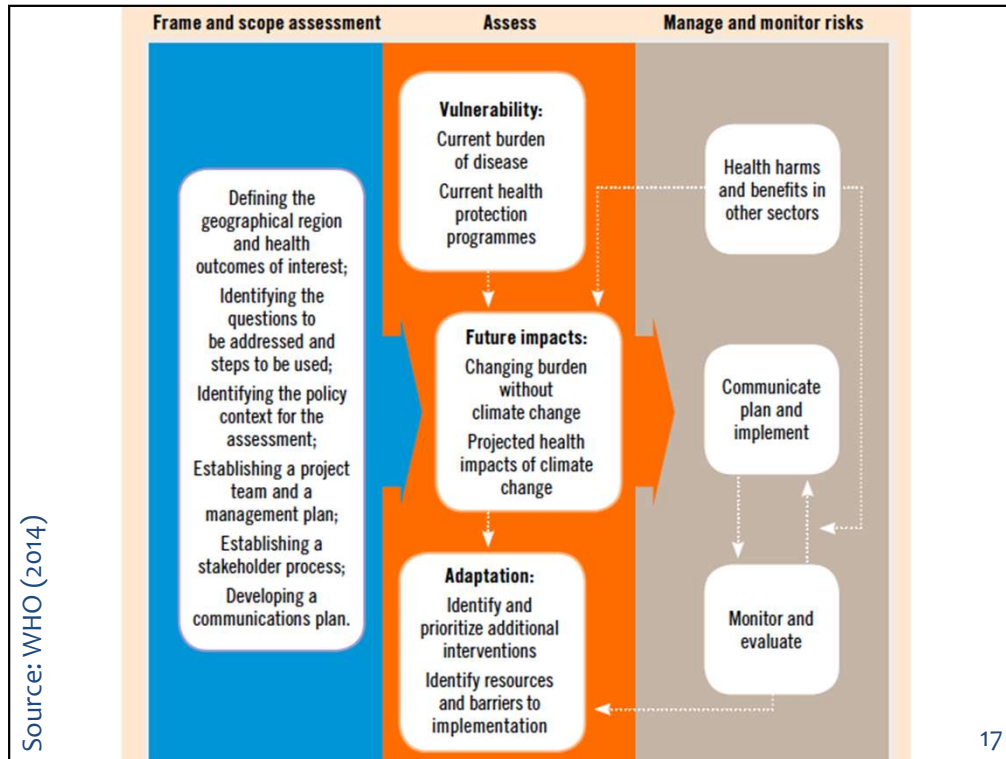 Frame and scope assessment
Assess
Manage and monitor risks
Defining the
geographical region
and health
outcomes of interest;
Identifying the
questions to
be addressed and
steps to be used;
Identifying the policy
context for the
assessment;
Establishing a project
team and a
management plan;
Establishing a
stakeholder process;
Developing a
communications plan.
Vulnerability:
Current burden
of disease
Current health
protection
programmes
Future impacts:
Changing burden
without
climate change
Projected health
impacts of climate
change
Adaptation:
Identify and
prioritize additional
interventions
Identify resources
and barriers to
implementation
Health harms
and benefits in
other sectors
Communicate
plan and
implement
Monitor and
evaluate
Source: WHO (2014)
17